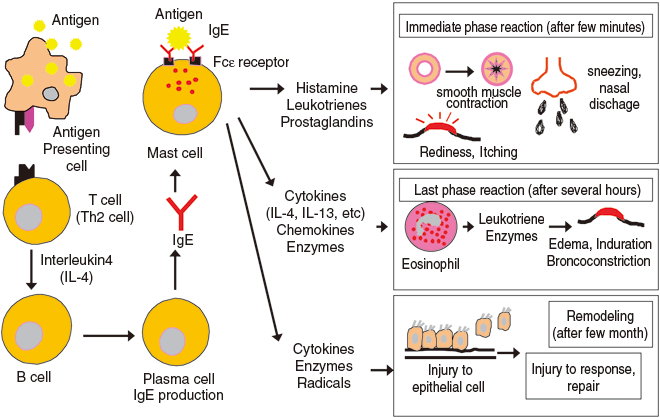 Antigen
Antigen
Presenting
cell
T cell
(Th2 cell)
Interleukin4
(IL-4)
B cell
Plasma cell
IgE production
IgE
Mast cell
Antigen
IgE
Fcε receptor
Histamine
Leukotrienes
Prostaglandins
Cytokines
(IL-4, IL-13, etc)
Chemokines
Enzymes
Cytokines
Enzymes
Radicals
Immediate phase reaction (after few minutes)
smooth muscle
contraction
sneezing,
nasal
dischage
Rediness, Itching
Last phase reaction (after several hours)
Eosinophil
Leukotriene
Enzymes
Edema, Induration
Broncoconstriction
Injury to
epithelial cell
Remodeling
(after few month)
Injury to response,
repair